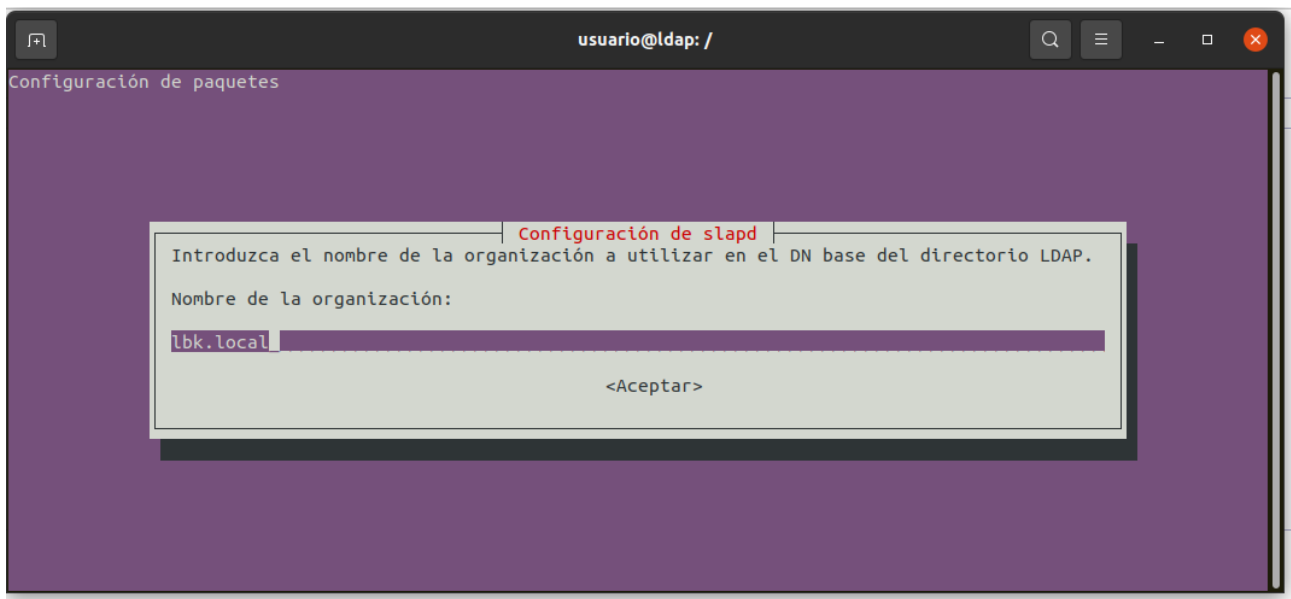 usuario@ldap: /
Configuración de paquetes
Configuración de slapd
Introduzca el nombre de la organización a utilizar en el DN base del directorio LDAP.
Nombre de la organización:
lbk.local
<Aceptar>